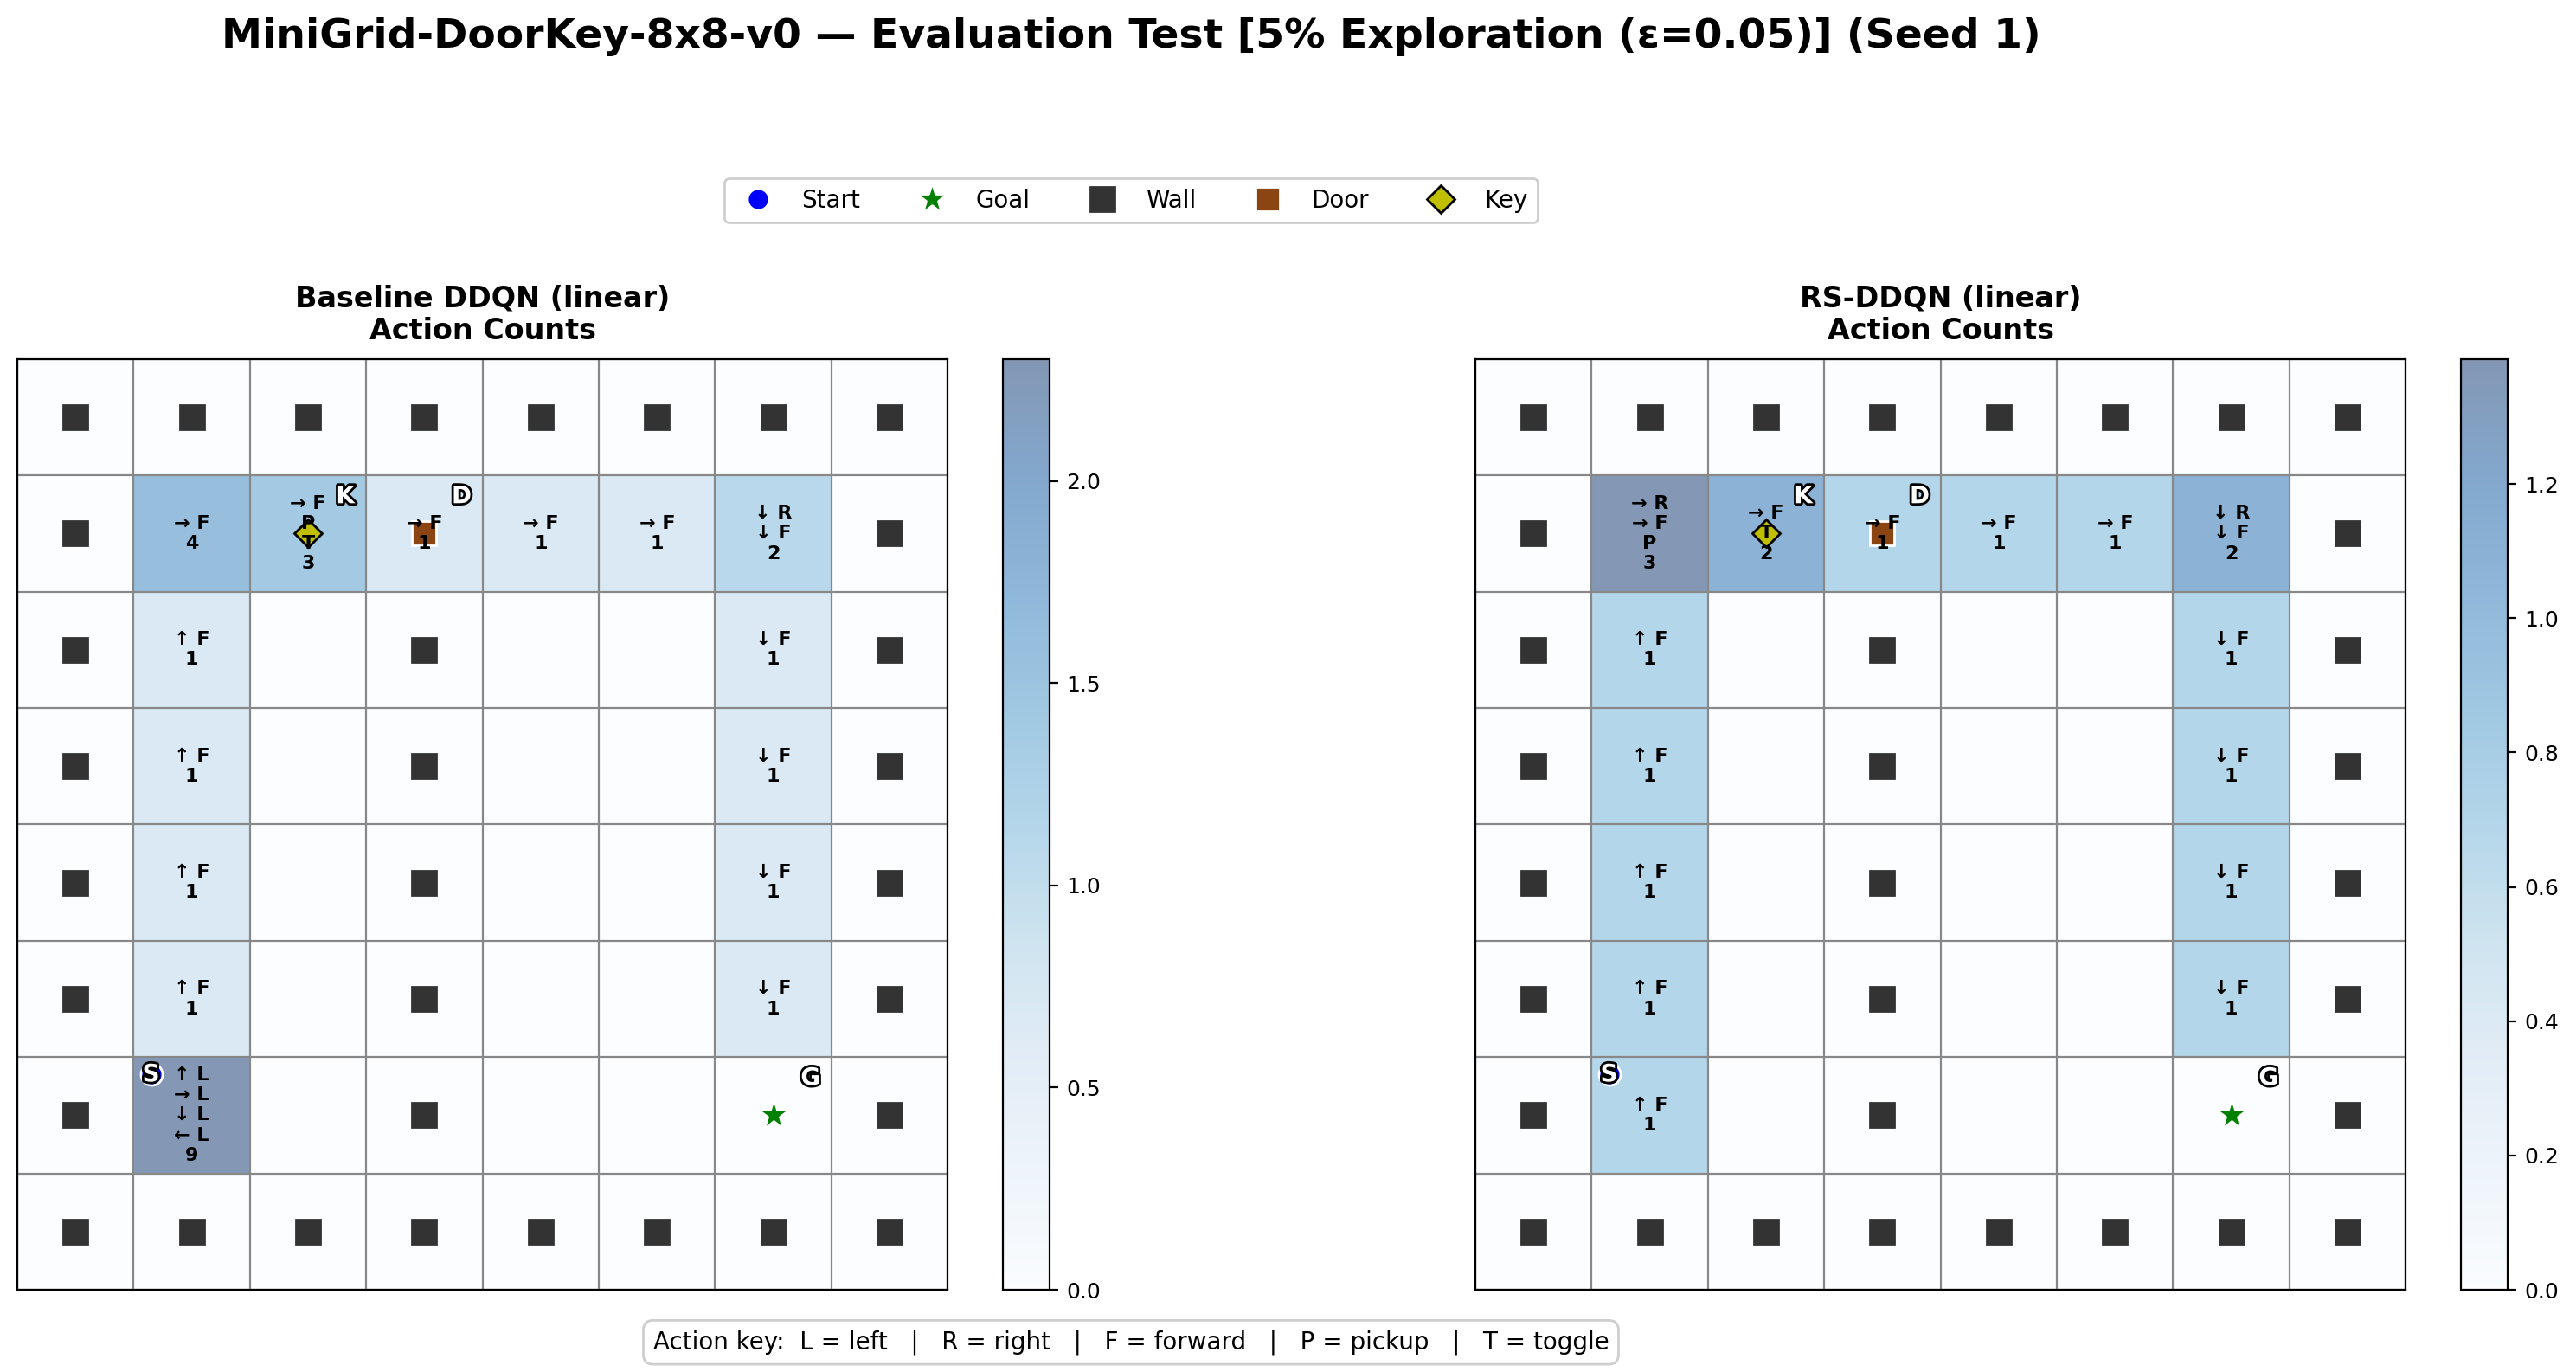 MiniGrid-DoorKey-8x8-v0 — Evaluation Test [5% Exploration (ε=0.05)] (Seed 1)
Start Goal Wall Door Key
Baseline DDQN (linear)
Action Counts
→ F
4
K
→ F
P
T
3
D
→ F
1
→ F
1
→ F
1
↓ R
↓ F
2
↑ F
1
↓ F
1
↑ F
1
↓ F
1
↑ F
1
↓ F
1
↑ F
1
↓ F
1
S
↑ L
→ L
↓ L
← L
9
G
2.0
1.5
1.0
0.5
0.0
RS-DDQN (linear)
Action Counts
→ R
→ F
P
3
K
→ F
T
2
D
→ F
1
→ F
1
→ F
1
↓ R
↓ F
2
↑ F
1
↓ F
1
↑ F
1
↓ F
1
↑ F
1
↓ F
1
↑ F
1
↓ F
1
S
↑ F
1
G
1.2
1.0
0.8
0.6
0.4
0.2
0.0
Action key: L = left | R = right | F = forward | P = pickup | T = toggle